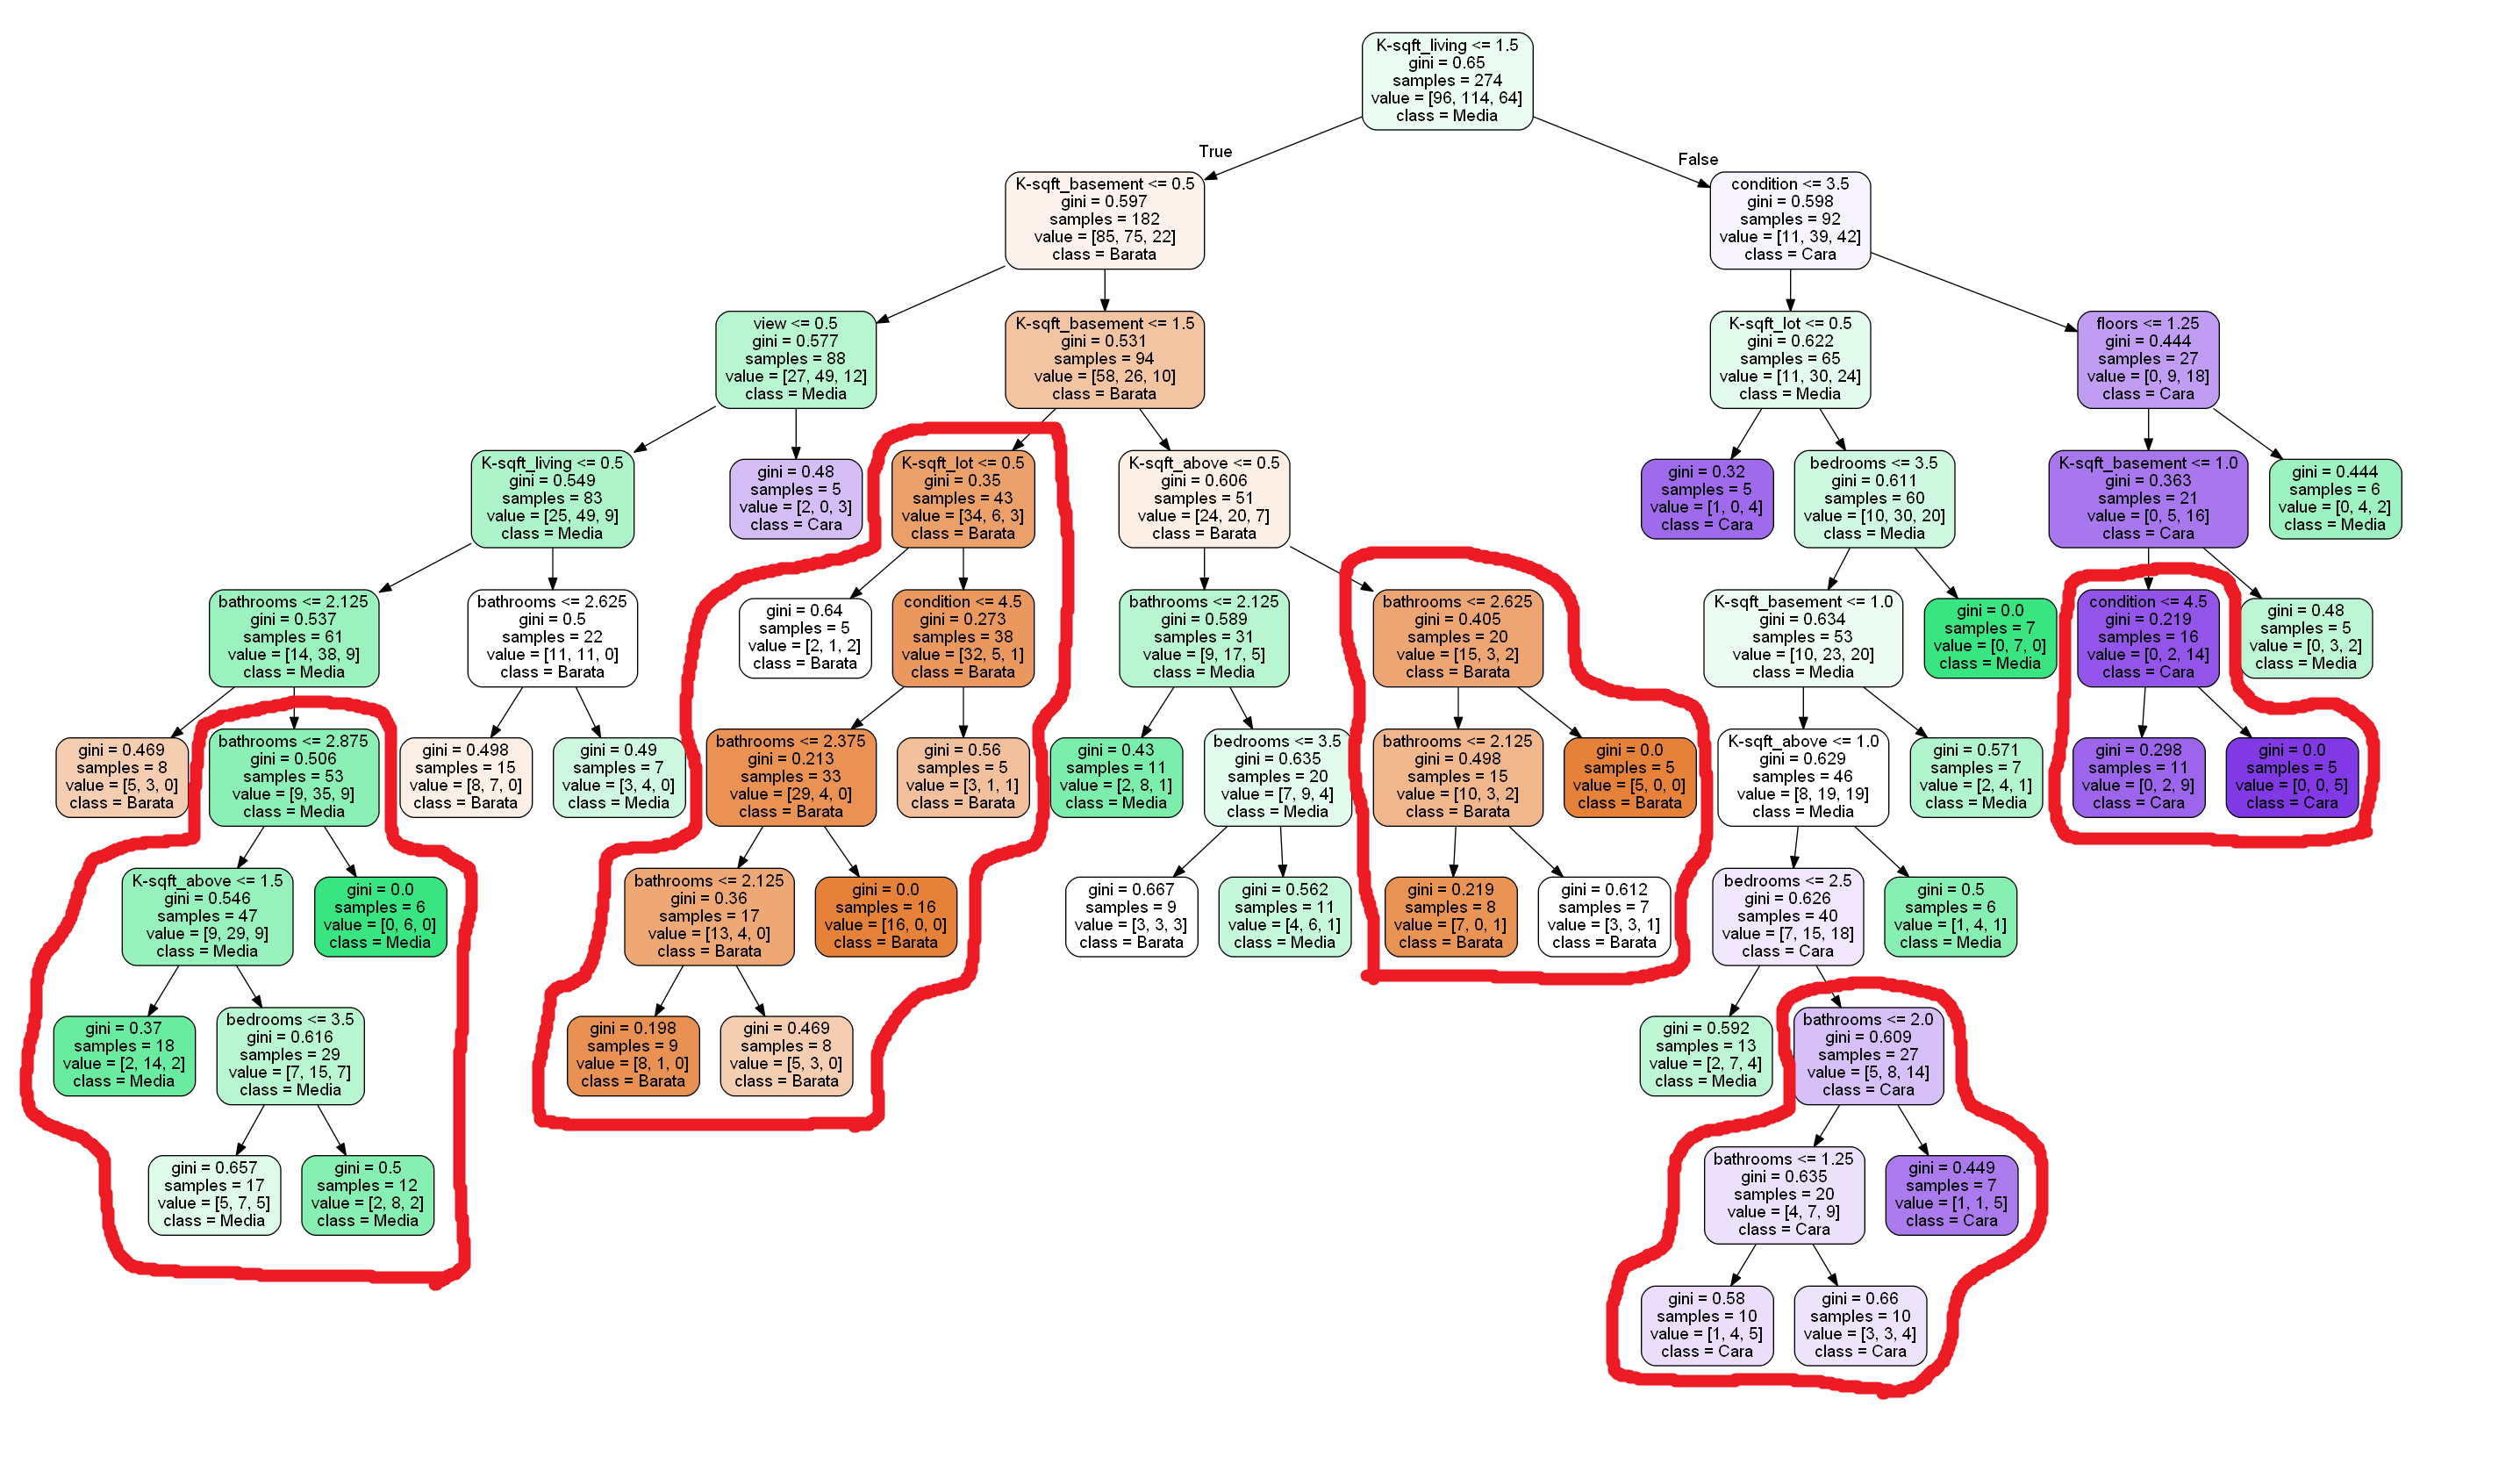 K-sqft_living <= 1.5
gini = 0.65
samples = 274
value = [96, 114, 64]
class = Media
True
False
K-sqft_basement <= 0.5
gini = 0.597
samples = 182
value = [85, 75, 22]
class = Barata
condition <= 3.5
gini = 0.598
samples = 92
value = [11, 39, 42]
class = Cara
view <= 0.5
gini = 0.577
samples = 88
value = [27, 49, 12]
class = Media
K-sqft_basement <= 1.5
gini = 0.531
samples = 94
value = [58, 26, 10]
class = Barata
K-sqft_lot <= 0.5
gini = 0.622
samples = 65
value = [11, 30, 24]
class = Media
floors <= 1.25
gini = 0.444
samples = 27
value = [0, 9, 18]
class = Cara
K-sqft_living <= 0.5
gini = 0.549
samples = 83
value = [25, 49, 9]
class = Media
gini = 0.48
samples = 5
value = [2, 0, 3]
class = Cara
K-sqft_lot <= 0.5
gini = 0.35
samples = 43
value = [34, 6, 3]
class = Barata
K-sqft_above <= 0.5
gini = 0.606
samples = 51
value = [24, 20, 7]
class = Barata
gini = 0.32
samples = 5
value = [1, 0, 4]
class = Cara
bedrooms <= 3.5
gini = 0.611
samples = 60
value = [10, 30, 20]
class = Media
K-sqft_basement <= 1.0
gini = 0.363
samples = 21
value = [0, 5, 16]
class = Cara
gini = 0.444
samples = 6
value = [0, 4, 2]
class = Media
bathrooms <= 2.125
gini = 0.537
samples = 61
value = [14, 38, 9]
class = Media
bathrooms <= 2.625
gini = 0.5
samples = 22
value = [11, 11, 0]
class = Barata
gini = 0.64
samples = 5
value = [2, 1, 2]
class = Barata
condition <= 4.5
gini = 0.273
samples = 38
value = [32, 5, 1]
class = Barata
bathrooms <= 2.125
gini = 0.589
samples = 31
value = [9, 17, 5]
class = Media
bathrooms <= 2.625
gini = 0.405
samples = 20
value = [15, 3, 2]
class = Barata
K-sqft_basement <= 1.0
gini = 0.634
samples = 53
value = [10, 23, 20]
class = Media
gini = 0.0
samples = 7
value = [0, 7, 0]
class = Media
condition <= 4.5
gini = 0.219
samples = 16
value = [0, 2, 14]
class = Cara
gini = 0.48
samples = 5
value = [0, 3, 2]
class = Media
gini = 0.469
samples = 8
value = [5, 3, 0]
class = Barata
bathrooms <= 2.875
gini = 0.506
samples = 53
value = [9, 35, 9]
class = Media
gini = 0.498
samples = 15
value = [8, 7, 0]
class = Barata
gini = 0.49
samples = 7
value = [3, 4, 0]
class = Media
bathrooms <= 2.375
gini = 0.213
samples = 33
value = [29, 4, 0]
class = Barata
gini = 0.56
samples = 5
value = [3, 1, 1]
class = Barata
gini = 0.43
samples = 11
value = [2, 8, 1]
class = Media
bedrooms <= 3.5
gini = 0.635
samples = 20
value = [7, 9, 4]
class = Media
bathrooms <= 2.125
gini = 0.498
samples = 15
value = [10, 3, 2]
class = Barata
gini = 0.0
samples = 5
value = [5, 0, 0]
class = Barata
K-sqft_above <= 1.0
gini = 0.629
samples = 46
value = [8, 19, 19]
class = Media
gini = 0.571
samples = 7
value = [2, 4, 1]
class = Media
gini = 0.298
samples = 11
value = [0, 2, 9]
class = Cara
gini = 0.0
samples = 5
value = [0, 0, 5]
class = Cara
K-sqft_above <= 1.5
gini = 0.546
samples = 47
value = [9, 29, 9]
class = Media
gini = 0.0
samples = 6
value = [0, 6, 0]
class = Media
bathrooms <= 2.125
gini = 0.36
samples = 17
value = [13, 4, 0]
class = Barata
gini = 0.0
samples = 16
value = [16, 0, 0]
class = Barata
gini = 0.667
samples = 9
value = [3, 3, 3]
class = Barata
gini = 0.562
samples = 11
value = [4, 6, 1]
class = Media
gini = 0.219
samples = 8
value = [7, 0, 1]
class = Barata
gini = 0.612
samples = 7
value = [3, 3, 1]
class = Barata
bedrooms <= 2.5
gini = 0.626
samples = 40
value = [7, 15, 18]
class = Cara
gini = 0.5
samples = 6
value = [1, 4, 1]
class = Media
gini = 0.37
samples = 18
value = [2, 14, 2]
class = Media
bedrooms <= 3.5
gini = 0.616
samples = 29
value = [7, 15, 7]
class = Media
gini = 0.198
samples = 9
value = [8, 1, 0]
class = Barata
gini = 0.469
samples = 8
value = [5, 3, 0]
class = Barata
gini = 0.592
samples = 13
value = [2, 7, 4]
class = Media
bathrooms <= 2.0
gini = 0.609
samples = 27
value = [5, 8, 14]
class = Cara
gini = 0.657
samples = 17
value = [5, 7, 5]
class = Media
gini = 0.5
samples = 12
value = [2, 8, 2]
class = Media
bathrooms <= 1.25
gini = 0.635
samples = 20
value = [4, 7, 9]
class = Cara
gini = 0.449
samples = 7
value = [1, 1, 5]
class = Cara
gini = 0.58
samples = 10
value = [1, 4, 5]
class = Cara
gini = 0.66
samples = 10
value = [3, 3, 4]
class = Cara